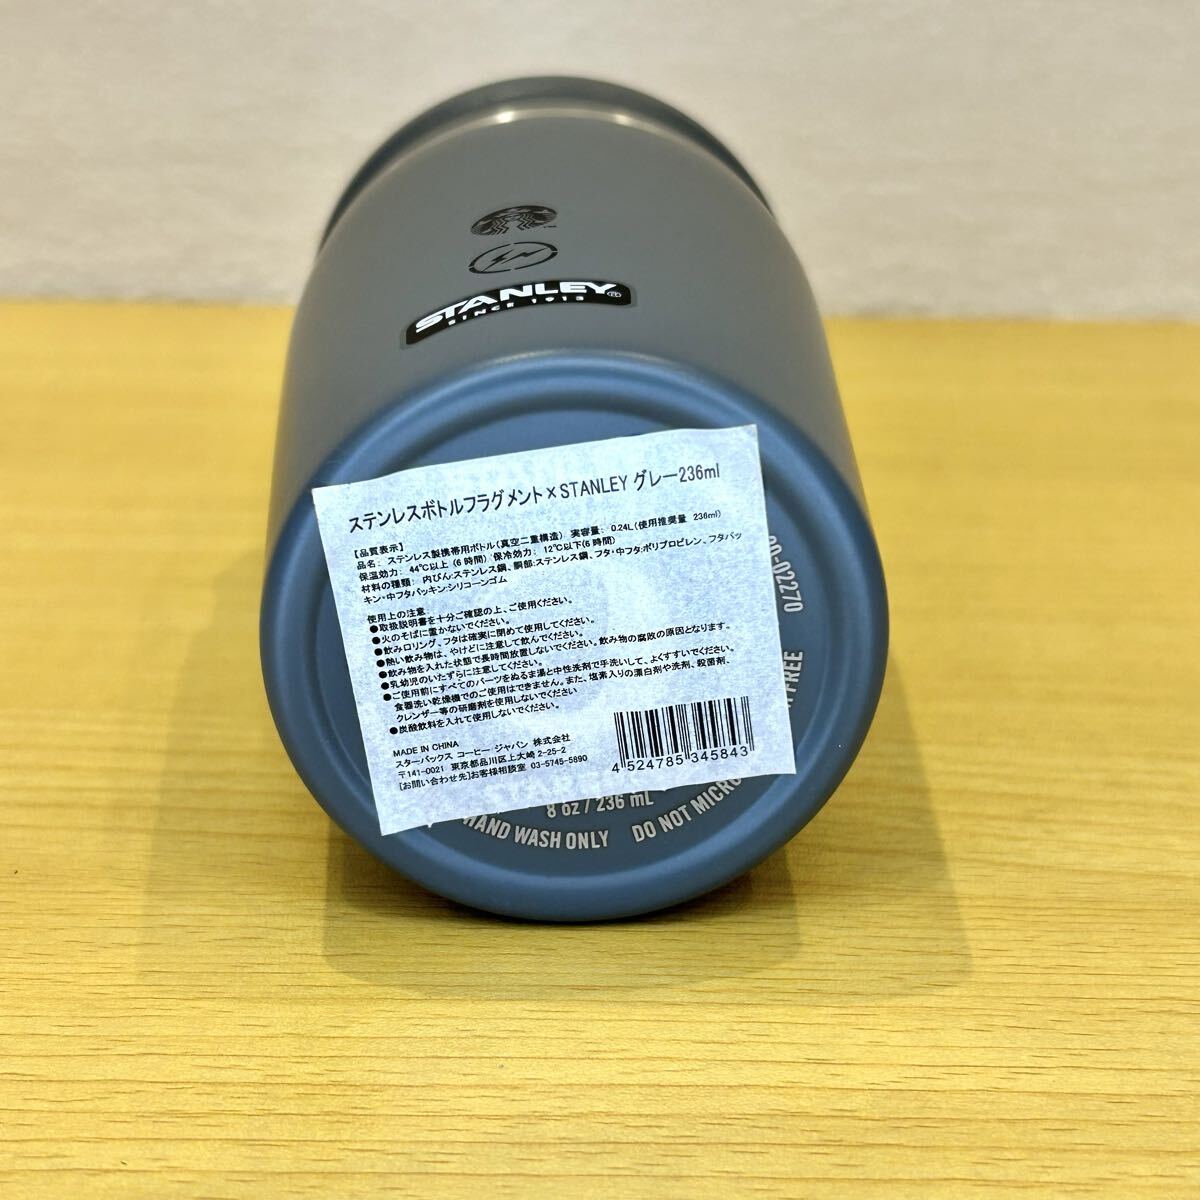 STANLEY®
SINCE 1913
ステンレスボトルフラグメント×STANLEY グレー236ml
【品質表示】
品名: ステンレス製携帯用ボトル(真空二重構造) 実容量: 0.24L(使用推奨量 236ml)
保温効力: 44℃以上 (6時間) 保冷効力: 12℃以下(6時間)
材料の種類: 内びん:ステンレス鋼、胴部:ステンレス鋼、フタ・中フタ:ポリプロピレン、フタパッ
キン・中フタパッキン:シリコーンゴム
使用上の注意
●取扱説明書を十分ご確認の上、ご使用ください。
●火のそばに置かないでください。
●飲み口リング、フタは確実に閉めて使用してください。
●熱い飲み物は、やけどに注意して飲んでください。
●飲み物を入れた状態で長時間放置しないでください。飲み物の腐敗の原因となります。
●乳幼児のいたずらに注意してください。
●ご使用前にすべてのパーツをぬるま湯と中性洗剤で手洗いして、よくすすいでください。
食器洗い乾燥機でのご使用はできません。また、塩素入りの漂白剤や洗剤、殺菌剤、
クレンザー等の研磨剤を使用しないでください
●炭酸飲料を入れて使用しないでください。
MADE IN CHINA
スターバックス コーヒー ジャパン 株式会社
〒141-0021 東京都品川区上大崎 2-25-2
[お問い合わせ先]お客様相談室 03-5745-5890
4 524785 345843
00-02270
FREE
8 oz / 236 mL
HAND WASH ONLY DO NOT MICRO